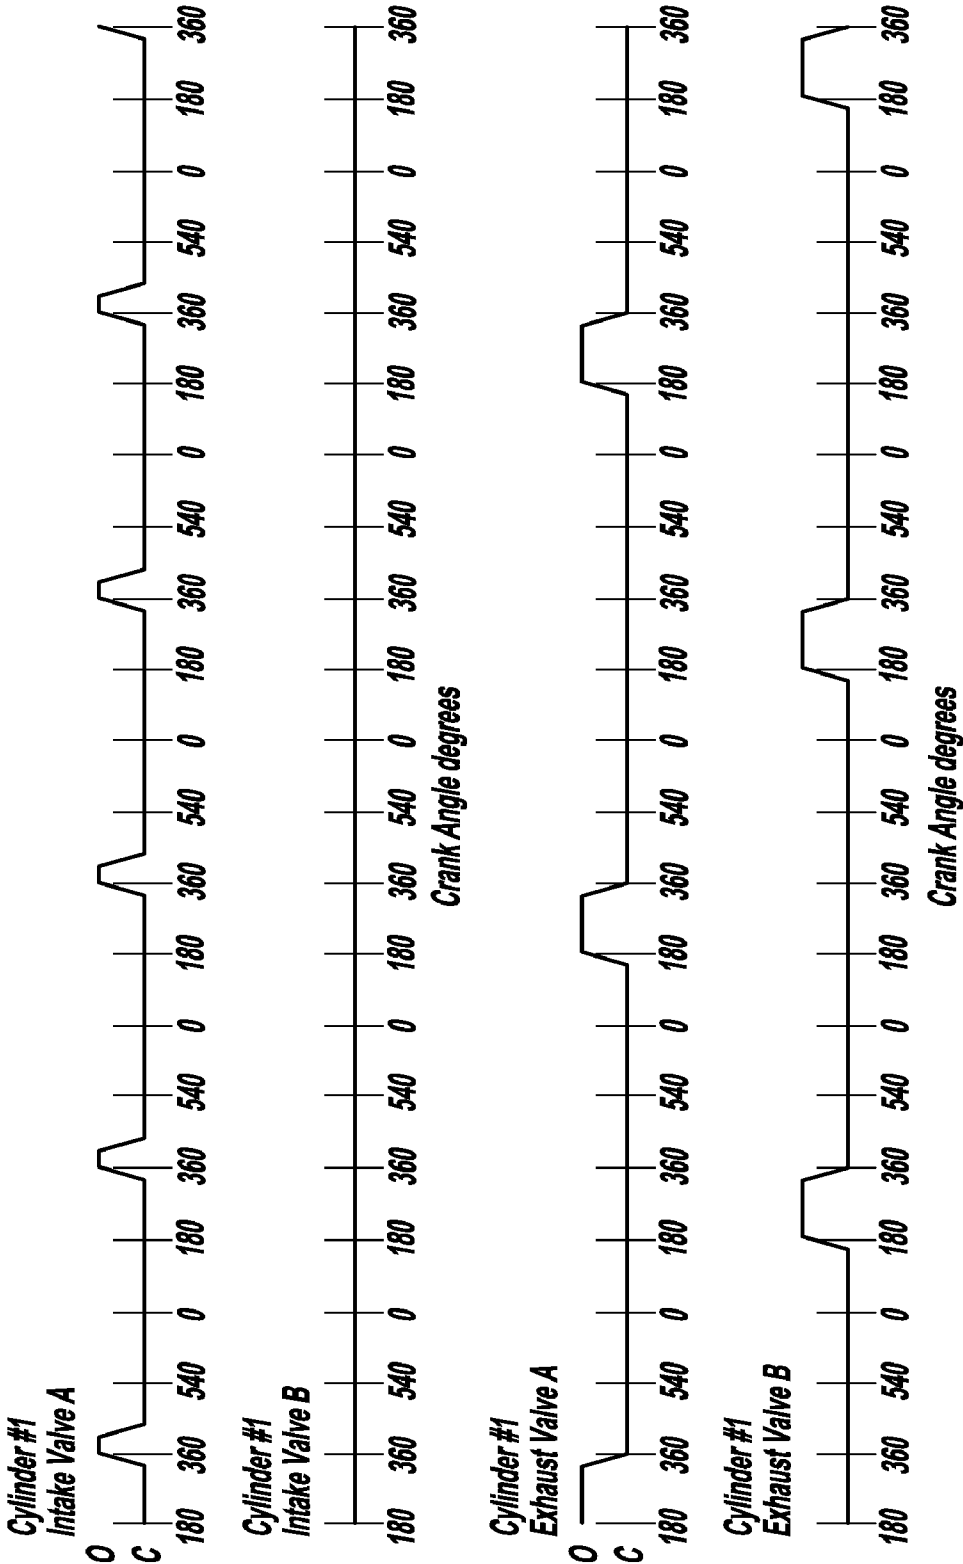 Cylinder #1
Intake Valve A
O
C
180 360 540 0 180 360 540 0 180 360 540 0 180 360 540 0 180 360 540 0 180 360
Cylinder #1
Intake Valve B
180 360 540 0 180 360 540 0 180 360 540 0 180 360 540 0 180 360 540 0 180 360
Crank Angle degrees
Cylinder #1
Exhaust Valve A
O
C
180 360 540 0 180 360 540 0 180 360 540 0 180 360 540 0 180 360 540 0 180 360
Cylinder #1
Exhaust Valve B
180 360 540 0 180 360 540 0 180 360 540 0 180 360 540 0 180 360 540 0 180 360
Crank Angle degrees